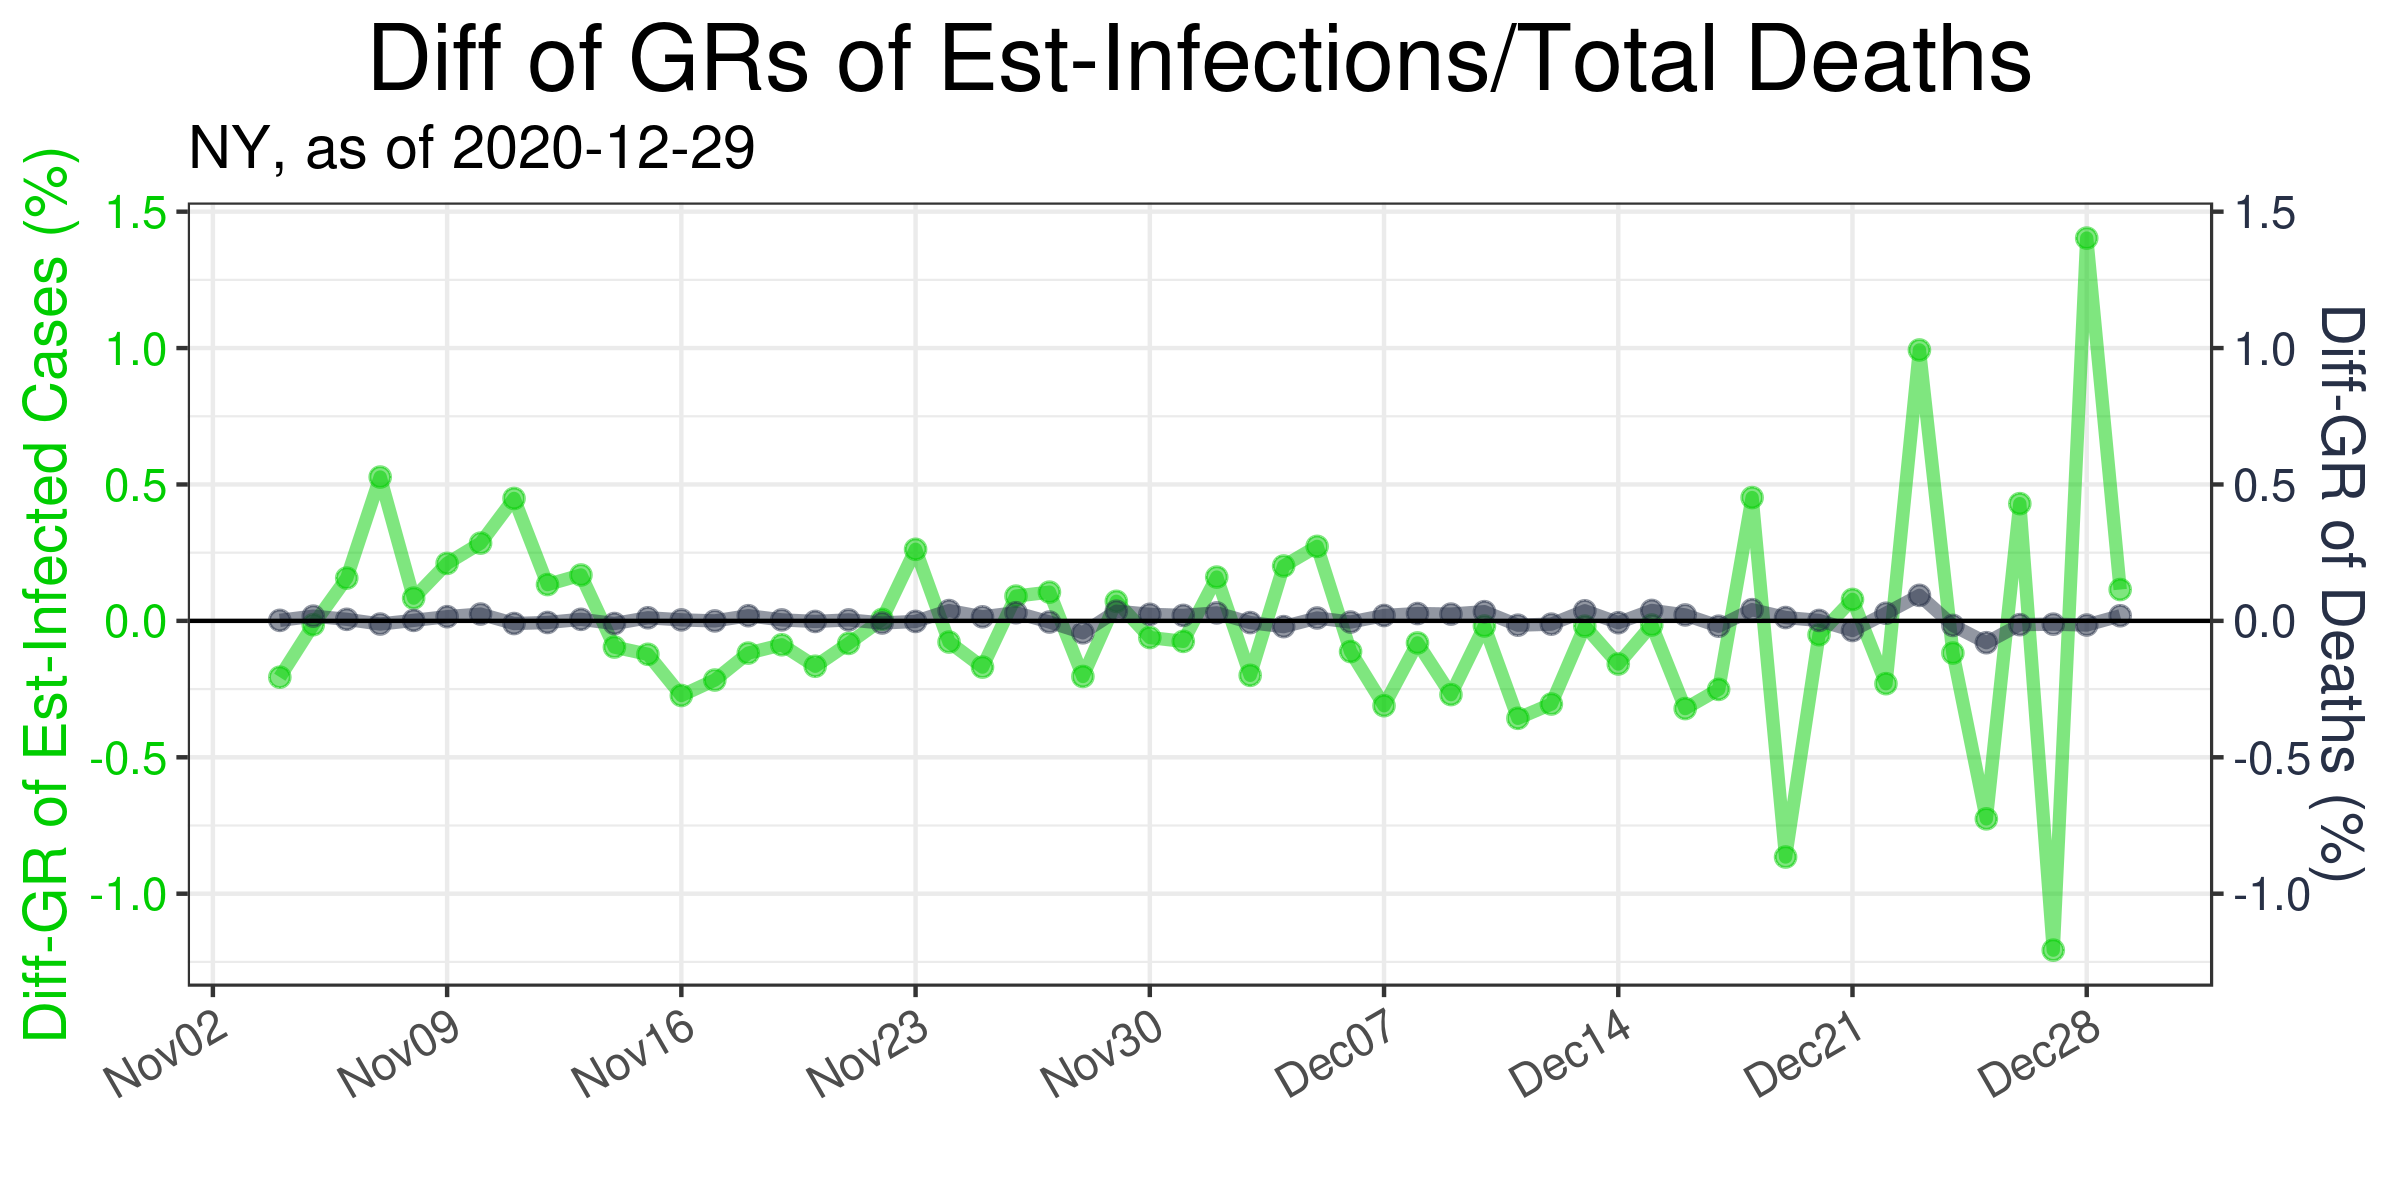 Diff of GRs of Est-Infections/Total Deaths
NY, as of 2020-12-29
Diff-GR of Est-Infected Cases (%)
1.5
1.0
0.5
0.0
-0.5
-1.0
1.5
1.0
0.5
0.0
-0.5
-1.0
Diff-GR of Deaths (%)
Nov02 Nov09 Nov16 Nov23 Nov30 Dec07 Dec14 Dec21 Dec28